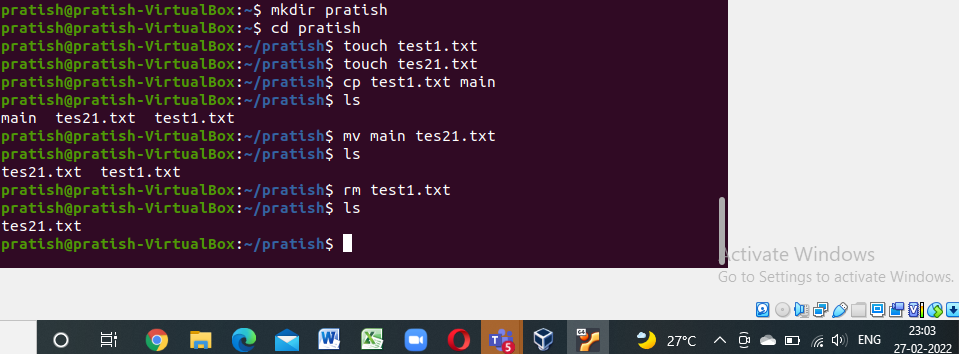 pratish@pratish-VirtualBox:~$ mkdir pratish
pratish@pratish-VirtualBox:~$ cd pratish
pratish@pratish-VirtualBox:~/pratish$ touch test1.txt
pratish@pratish-VirtualBox:~/pratish$ touch tes21.txt
pratish@pratish-VirtualBox:~/pratish$ cp test1.txt main
pratish@pratish-VirtualBox:~/pratish$ ls
main  tes21.txt  test1.txt
pratish@pratish-VirtualBox:~/pratish$ mv main tes21.txt
pratish@pratish-VirtualBox:~/pratish$ ls
tes21.txt  test1.txt
pratish@pratish-VirtualBox:~/pratish$ rm test1.txt
pratish@pratish-VirtualBox:~/pratish$ ls
tes21.txt
pratish@pratish-VirtualBox:~/pratish$
Activate Windows
Go to Settings to activate Windows.
5
27°C
ENG
23:03
27-02-2022